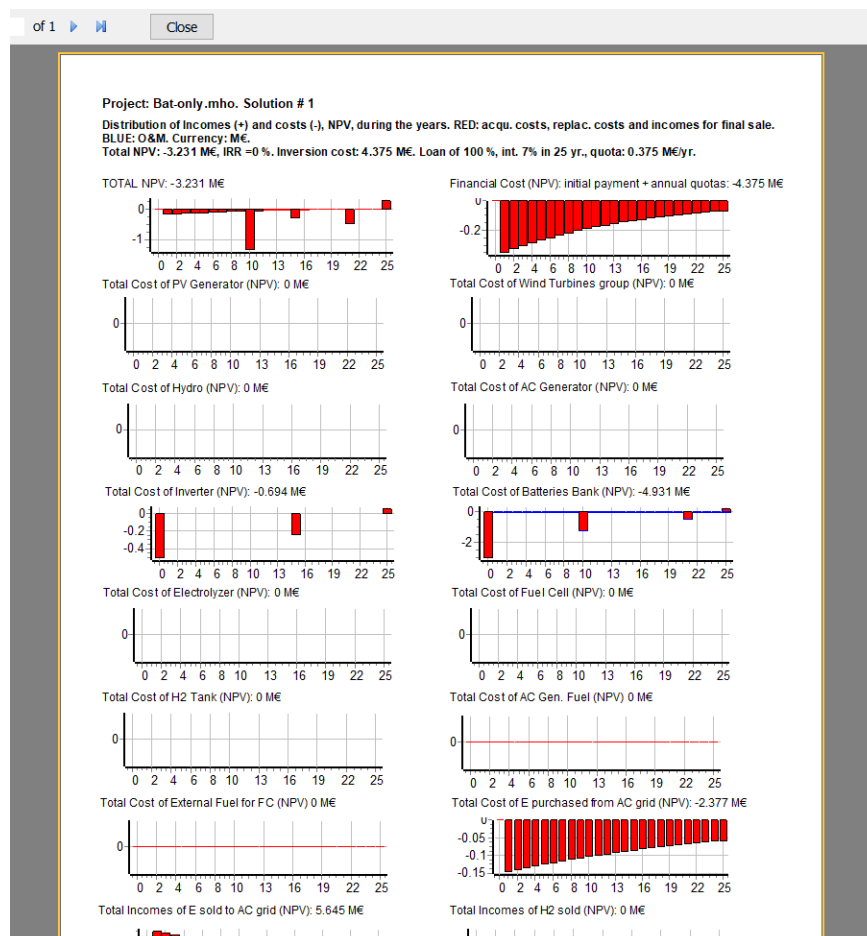 of 1 Close
Project: Bat-only.mho. Solution # 1
Distribution of Incomes (+) and costs (-), NPV, during the years. RED: acqu. costs, replac. costs and incomes for final sale.
BLUE: O&M. Currency: M€.
Total NPV: -3.231 M€, IRR =0 %. Inversion cost: 4.375 M€. Loan of 100 %, int. 7% in 25 yr., quota: 0.375 M€/yr.
TOTAL NPV: -3.231 M€
0
-1
0 2 4 6 8 10 13 16 19 22 25
Financial Cost (NPV): initial payment + annual quotas: -4.375 M€
0
-0.2
0 2 4 6 8 10 13 16 19 22 25
Total Cost of PV Generator (NPV): 0 M€
0
0 2 4 6 8 10 13 16 19 22 25
Total Cost of Wind Turbines group (NPV): 0 M€
0
0 2 4 6 8 10 13 16 19 22 25
Total Cost of Hydro (NPV): 0 M€
0
0 2 4 6 8 10 13 16 19 22 25
Total Cost of AC Generator (NPV): 0 M€
0
0 2 4 6 8 10 13 16 19 22 25
Total Cost of Inverter (NPV): -0.694 M€
0
-0.2
-0.4
0 2 4 6 8 10 13 16 19 22 25
Total Cost of Batteries Bank (NPV): -4.931 M€
0
-2
0 2 4 6 8 10 13 16 19 22 25
Total Cost of Electrolyzer (NPV): 0 M€
0
0 2 4 6 8 10 13 16 19 22 25
Total Cost of Fuel Cell (NPV): 0 M€
0
0 2 4 6 8 10 13 16 19 22 25
Total Cost of H2 Tank (NPV): 0 M€
0
0 2 4 6 8 10 13 16 19 22 25
Total Cost of AC Gen. Fuel (NPV) 0 M€
0
0 2 4 6 8 10 13 16 19 22 25
Total Cost of External Fuel for FC (NPV) 0 M€
0
0 2 4 6 8 10 13 16 19 22 25
Total Cost of E purchased from AC grid (NPV): -2.377 M€
0
-0.05
-0.1
-0.15
0 2 4 6 8 10 13 16 19 22 25
Total Incomes of E sold to AC grid (NPV): 5.645 M€
1
Total Incomes of H2 sold (NPV): 0 M€